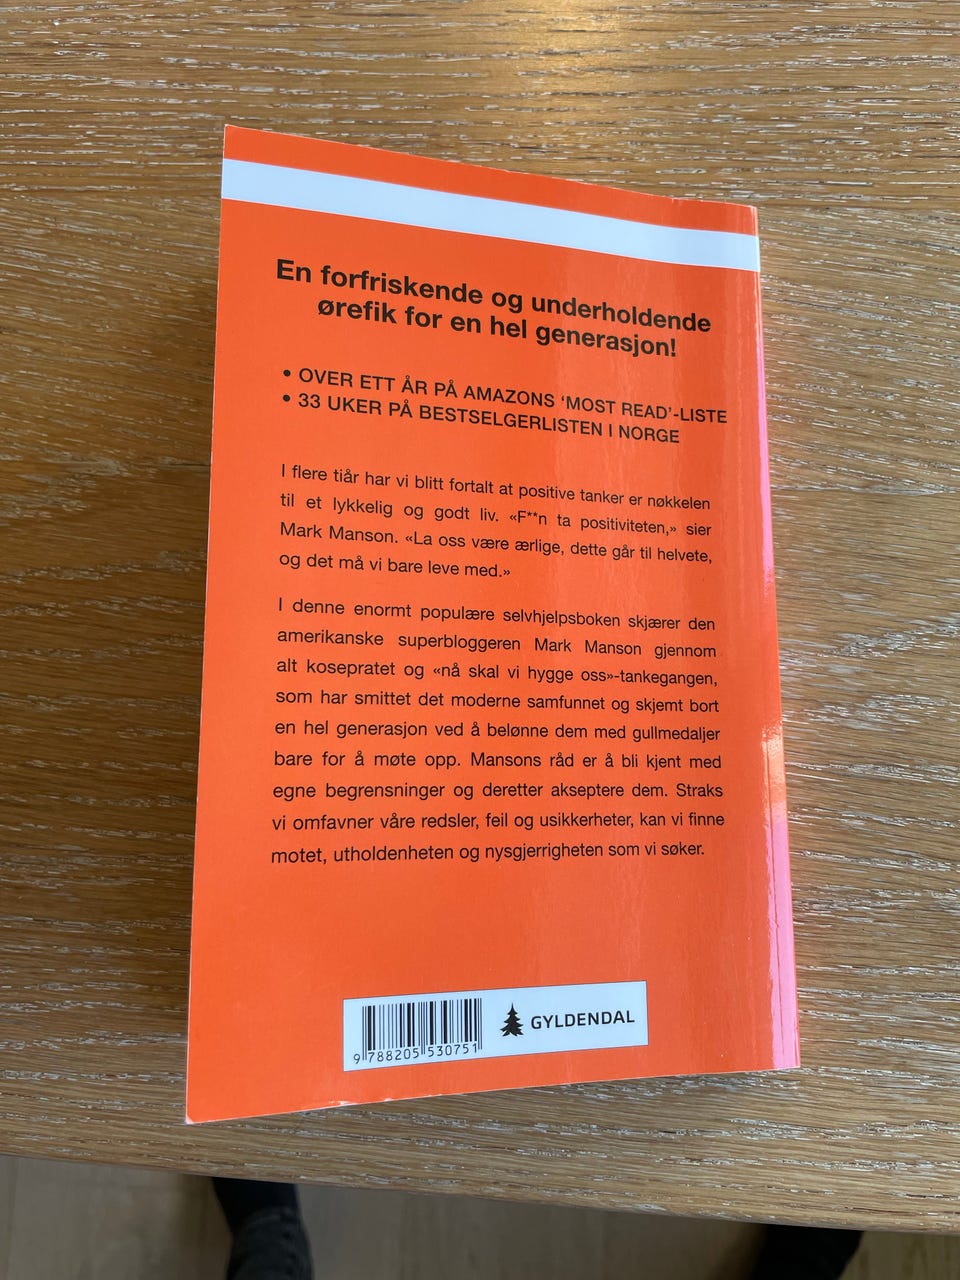 En forfriskende og underholdende
ørefik for en hel generasjon!
• OVER ETT ÅR PÅ AMAZONS ‘MOST READ’-LISTE
• 33 UKER PÅ BESTSELGERLISTEN I NORGE
I flere tiår har vi blitt fortalt at positive tanker er nøkkelen
til et lykkelig og godt liv. «F**n ta positiviteten,» sier
Mark Manson. «La oss være ærlige, dette går til helvete,
og det må vi bare leve med.»
I denne enormt populære selvhjelpsboken skjærer den
amerikanske superbloggeren Mark Manson gjennom
alt kosepratet og «nå skal vi hygge oss»-tankegangen,
som har smittet det moderne samfunnet og skjemt bort
en hel generasjon ved å belønne dem med gullmedaljer
bare for å møte opp. Mansons råd er å bli kjent med
egne begrensninger og deretter akseptere dem. Straks
vi omfavner våre redsler, feil og usikkerheter, kan vi finne
motet, utholdenheten og nysgjerrigheten som vi søker.
9 788205 530751
GYLDENDAL